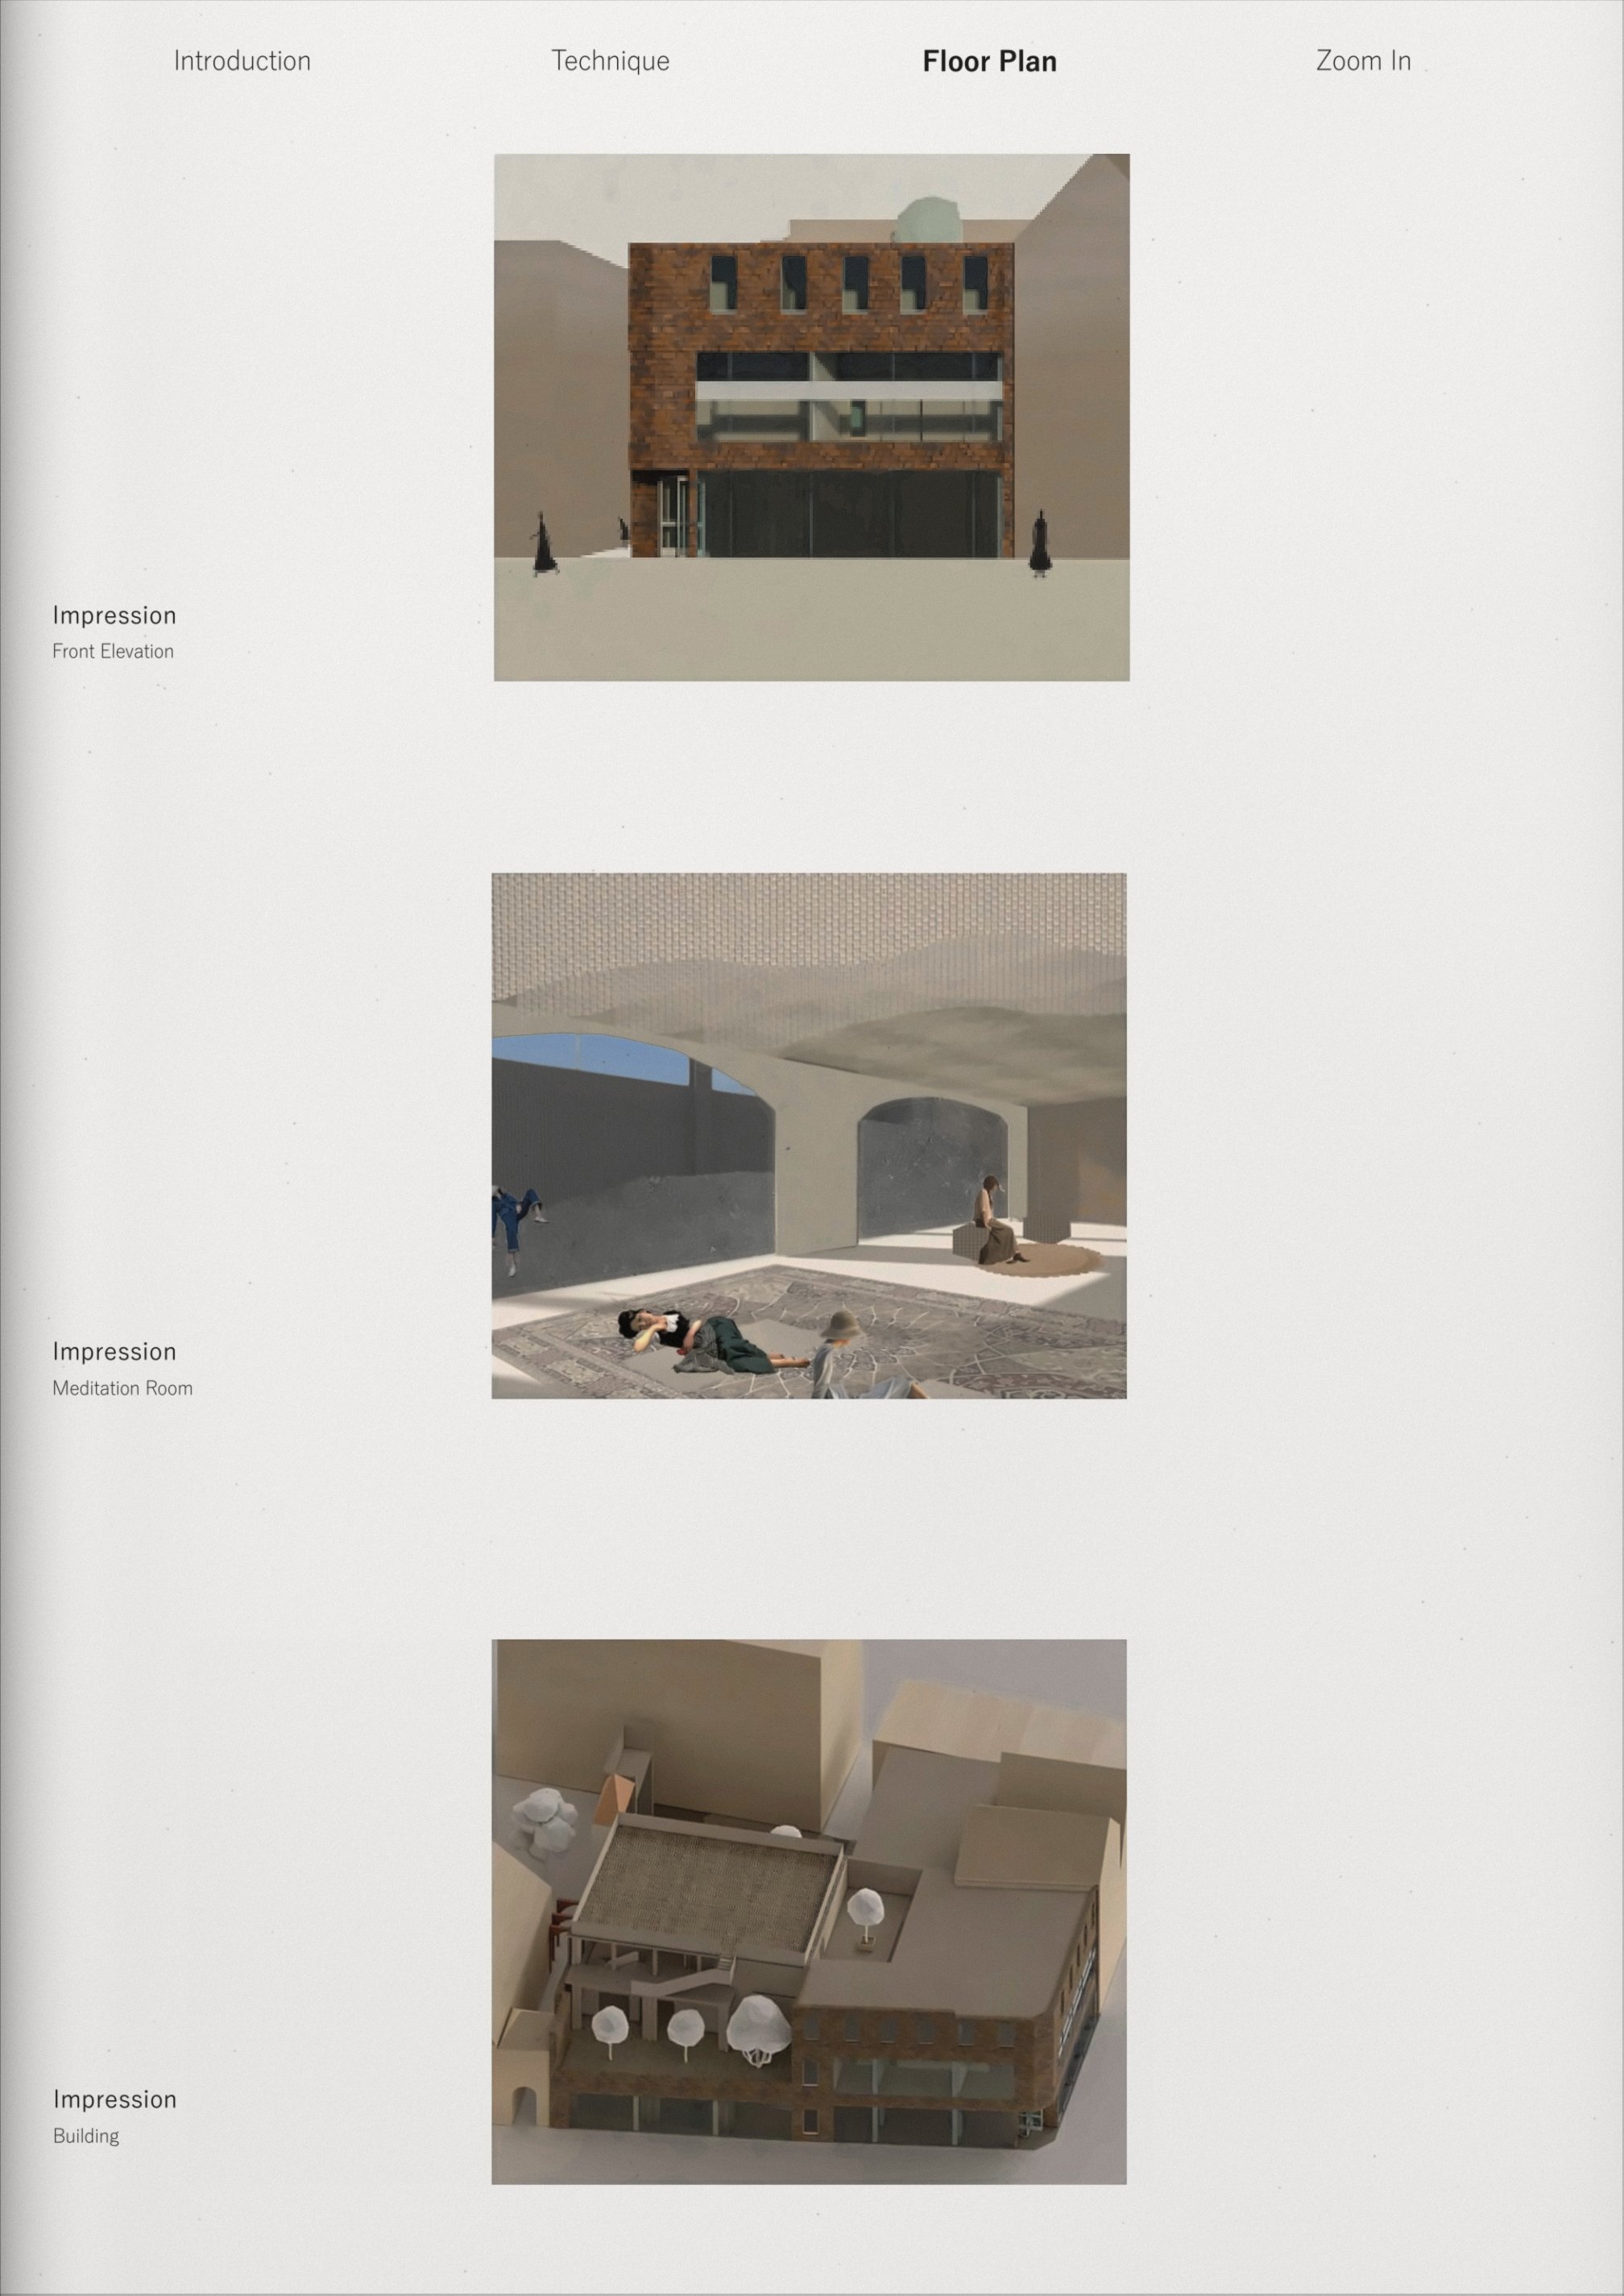 Introduction
Technique
Floor Plan
Zoom In
Impression
Front Elevation
Impression
Meditation Room
Impression
Building